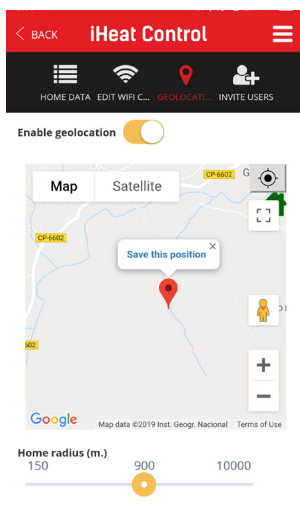 BACK iHeat Control
HOME DATA EDIT WIFI C... GEOLOCATI... INVITE USERS
Enable geolocation
Map Satellite
CP-6602
G
CP-6602
Save this position
602
Google Map data ©2019 Inst. Geogr. Nacional Terms of Use
Home radius (m.)
150 900 10000